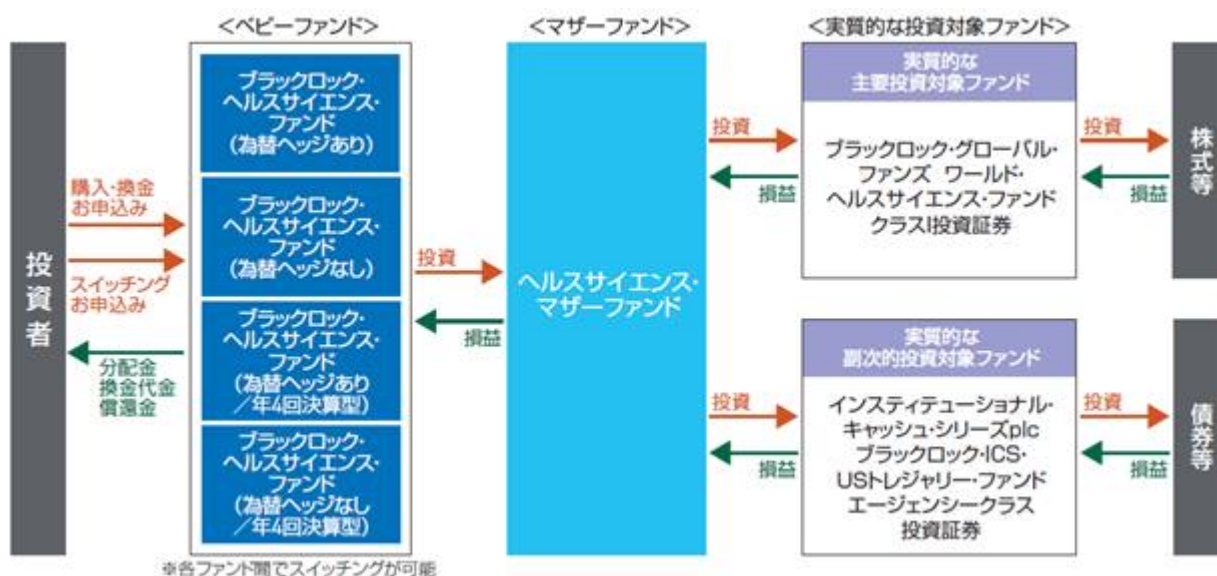 <ベビーファンド>
<マザーファンド>
<実質的な投資対象ファンド>
投資者
購入・換金
お申込み
スイッチング
お申込み
分配金
換金代金
償還金
ブラックロック・
ヘルスサイエンス・
ファンド
(為替ヘッジあり)
ブラックロック・
ヘルスサイエンス・
ファンド
(為替ヘッジなし)
ブラックロック・
ヘルスサイエンス・
ファンド
(為替ヘッジあり
/年4回決算型)
ブラックロック・
ヘルスサイエンス・
ファンド
(為替ヘッジなし
/年4回決算型)
※各ファンド間でスイッチングが可能
投資
損益
ヘルスサイエンス・
マザーファンド
投資
損益
実質的な
主要投資対象ファンド
ブラックロック・グローバル・
ファンズ ワールド・
ヘルスサイエンス・ファンド
クラスI投資証券
投資
損益
株式等
投資
損益
実質的な
副次的投資対象ファンド
インスティテューショナル・
キャッシュ・シリーズplc
ブラックロック・ICS・
USトレジャリー・ファンド
エージェンシークラス
投資証券
投資
損益
債券等